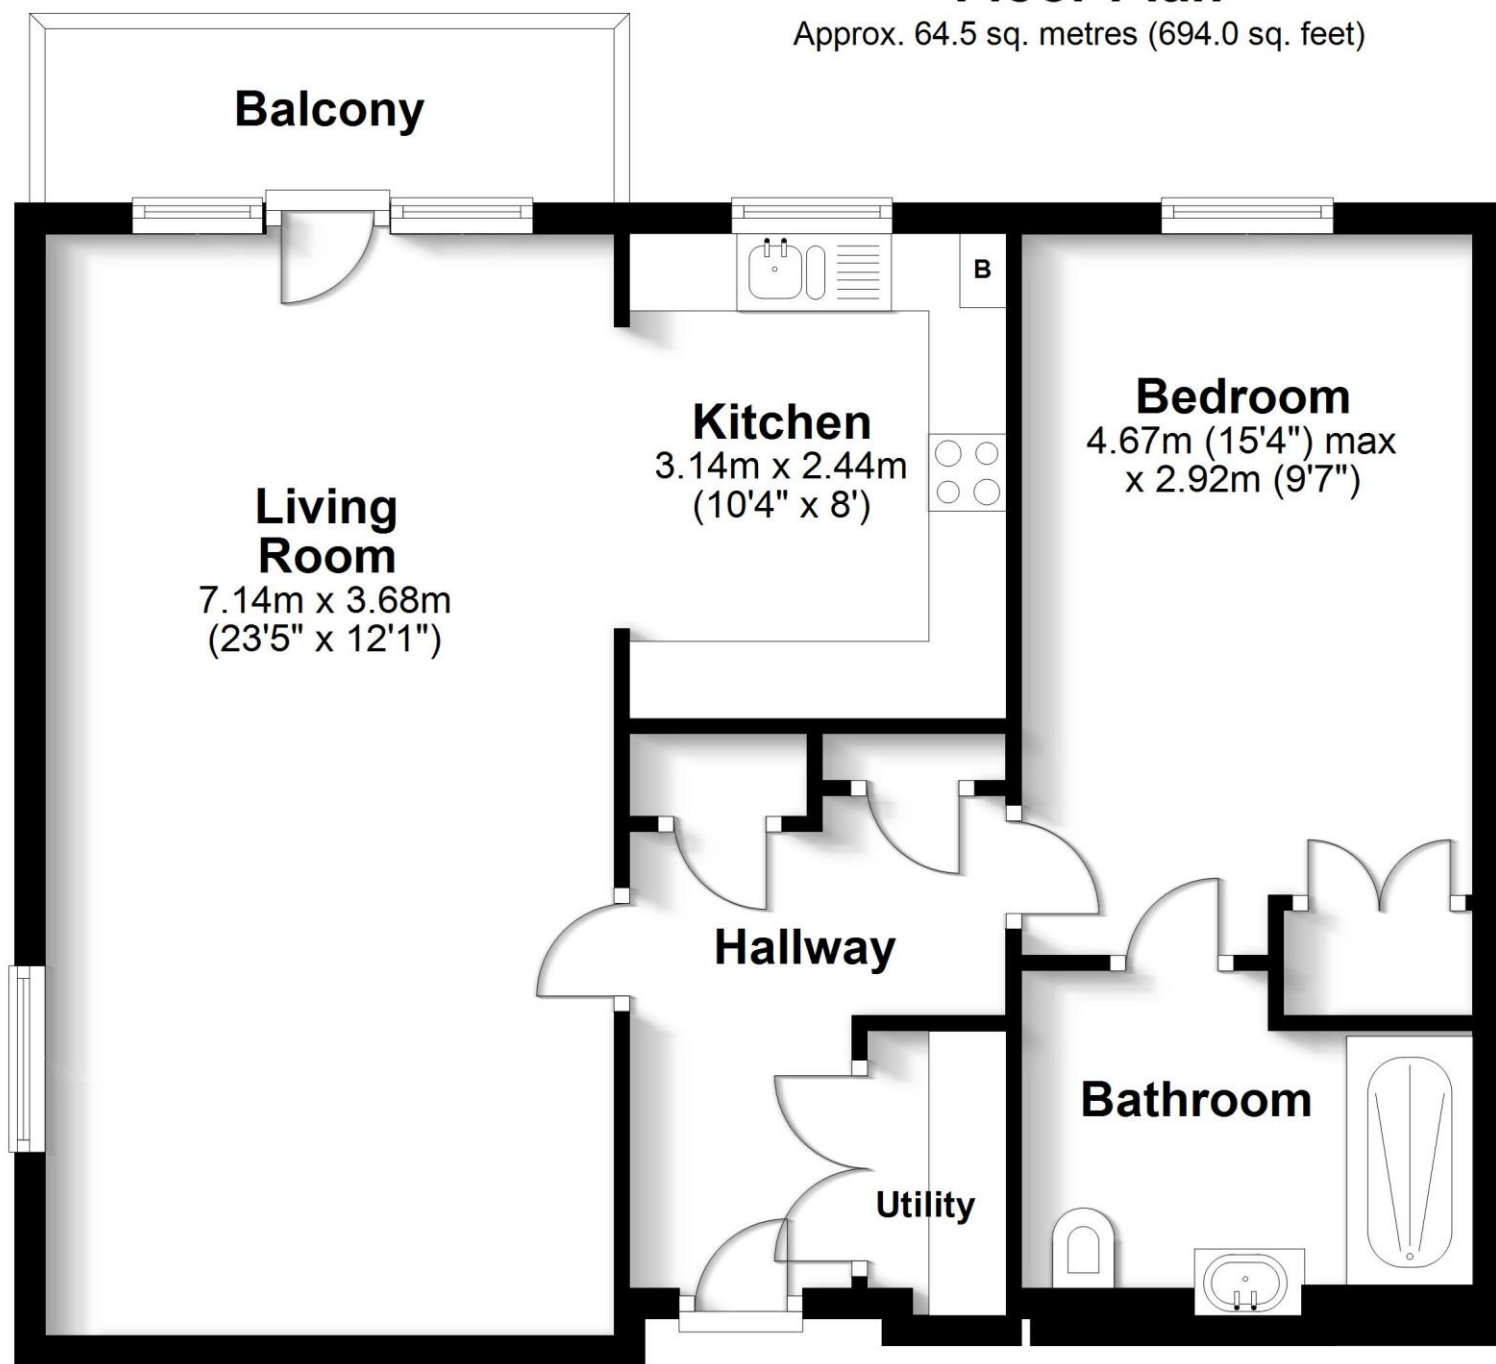 Approx. 64.5 sq. metres (694.0 sq. feet)
Balcony
B
Kitchen
3.14m x 2.44m
(10'4" x 8')
Bedroom
4.67m (15'4") max
x 2.92m (9'7")
Living
Room
7.14m x 3.68m
(23'5" x 12'1")
Hallway
Bathroom
Utility